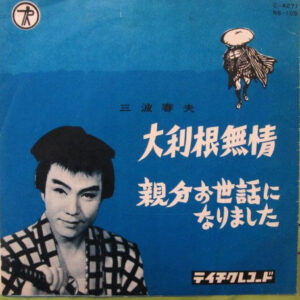 三波春夫
大利根無情
親分お世話に
なりました
テイチクレコード